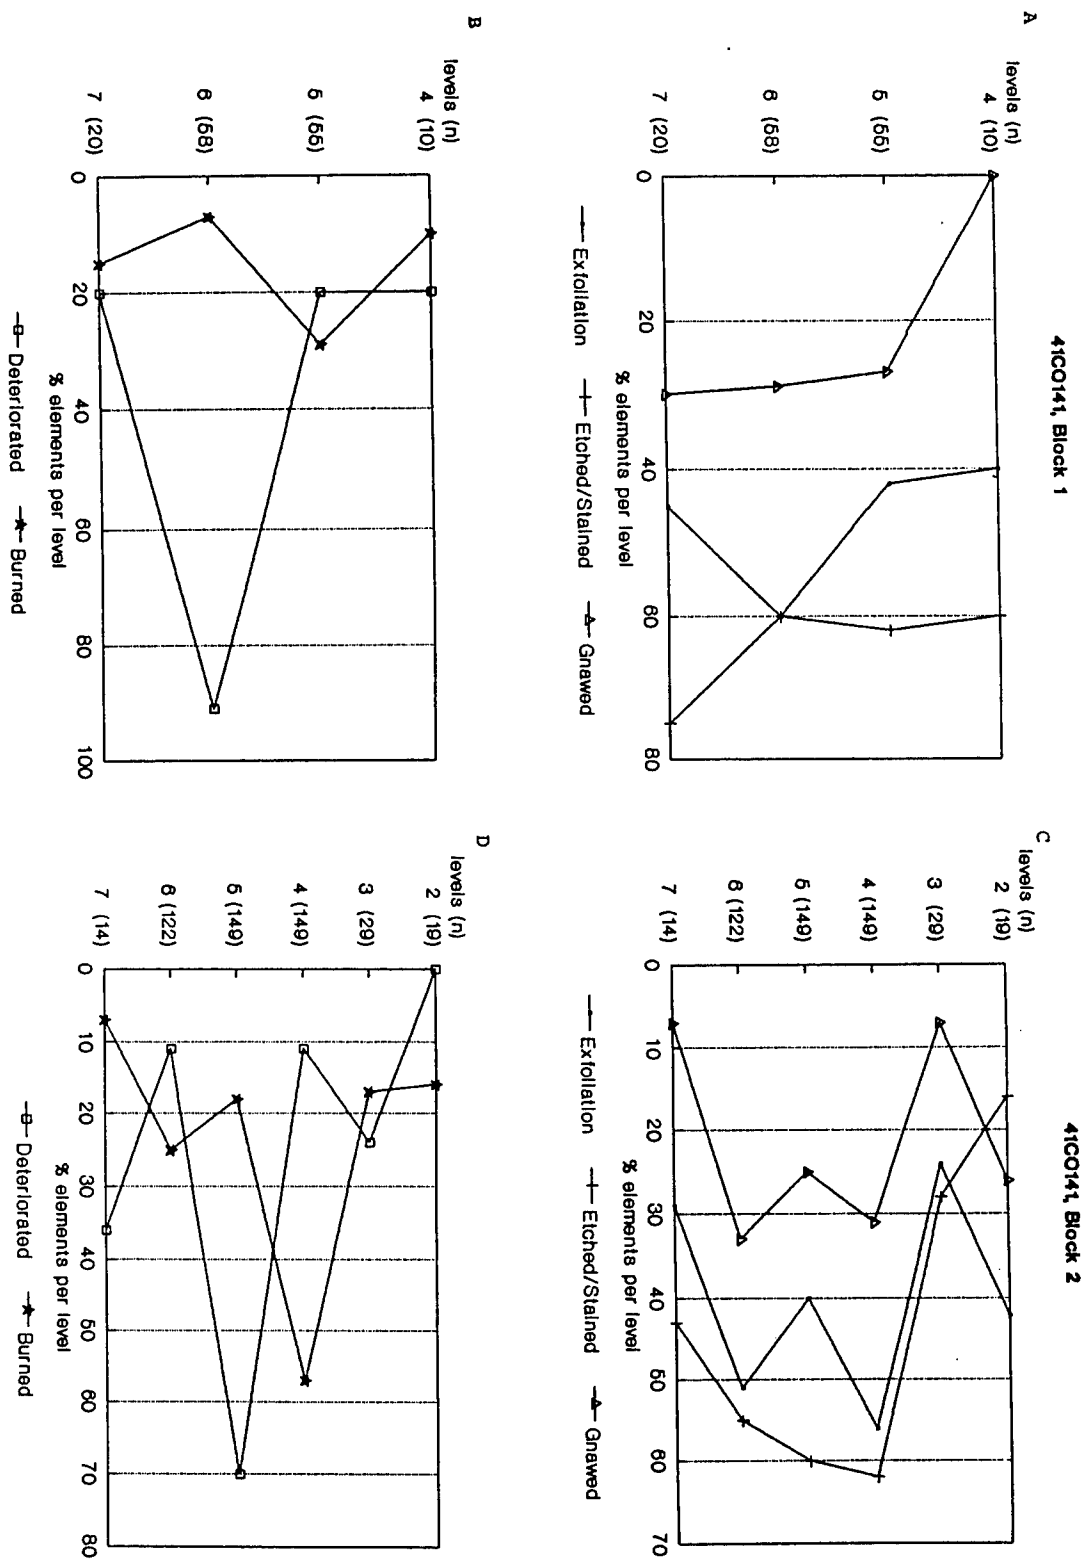 41CO141, Block 1
A
levels (n)
4 (10)
5 (55)
6 (58)
7 (20)
0 20 40 60 80
% elements per level
Exfoliation Etched/Stained Gnawed
B
levels (n)
4 (10)
5 (55)
6 (58)
7 (20)
0 20 40 60 80 100
% elements per level
Deteriorated Burned
41CO141, Block 2
C
levels (n)
2 (19)
3 (29)
4 (149)
5 (149)
6 (122)
7 (14)
0 10 20 30 40 50 60 70
% elements per level
Exfoliation Etched/Stained Gnawed
D
levels (n)
2 (19)
3 (29)
4 (149)
5 (149)
6 (122)
7 (14)
0 10 20 30 40 50 60 70 80
% elements per level
Deteriorated Burned